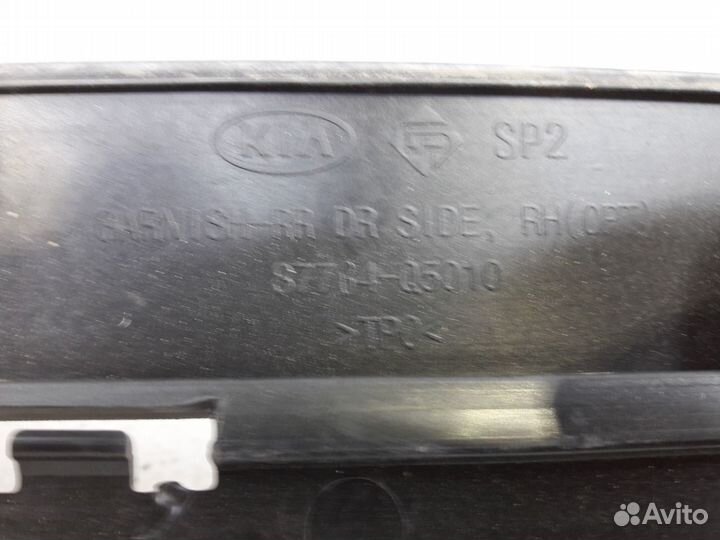 KIA SP2
GARNISH-RR DR SIDE, RH(OPT)
87764-Q5010
>TPO<
Avito